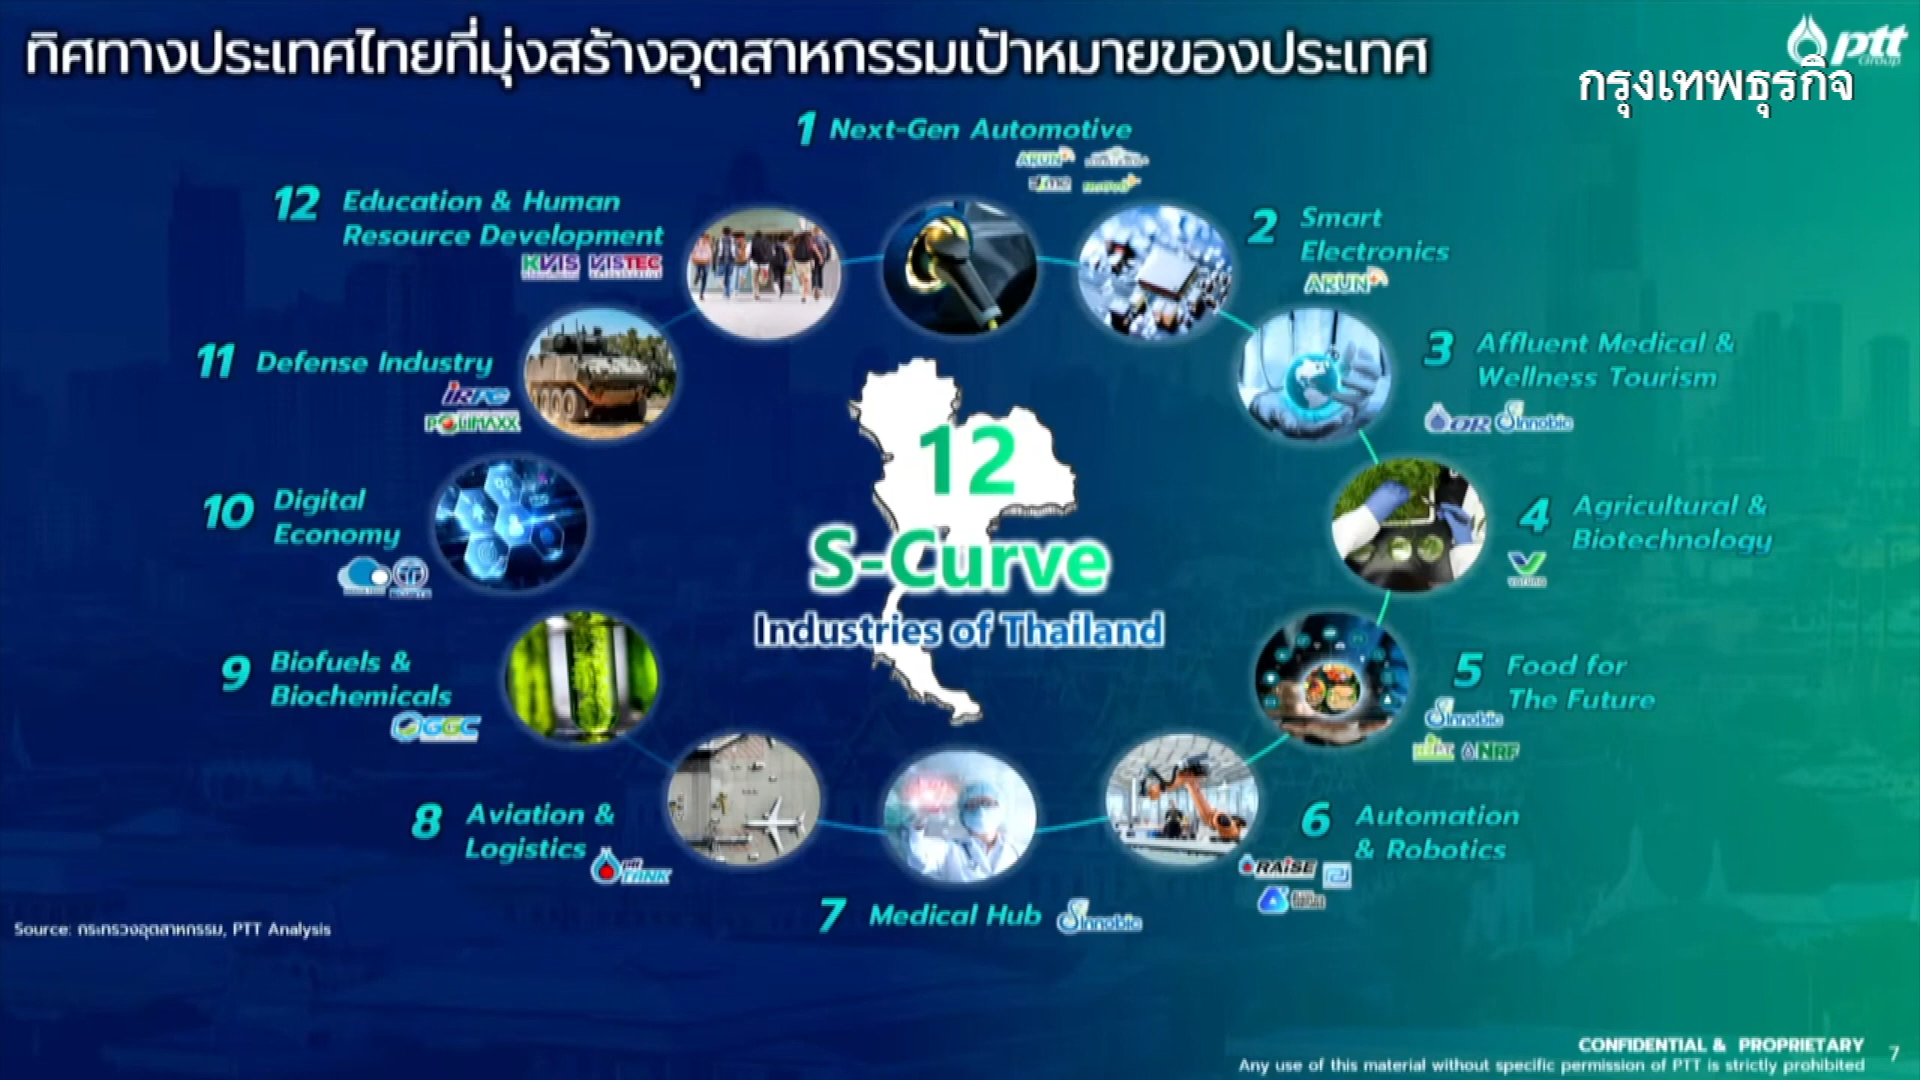 ทิศทางประเทศไทยที่มุ่งสร้างอุตสาหกรรมเป้าหมายของประเทศ
ptt
Group
กรุงเทพธุรกิจ
1 Next-Gen Automotive
ARUN
2 Smart
Electronics
ARUN
3 Affluent Medical &
Wellness Tourism
OR Innobic
4 Agricultural &
Biotechnology
varuna
5 Food for
The Future
Innobic
NRF
6 Automation
& Robotics
RAISE
7 Medical Hub Innobic
8 Aviation &
Logistics
ptt
TANK
9 Biofuels &
Biochemicals
GGC
10 Digital
Economy
11 Defense Industry
IRPC
POLIMAXX
12 Education & Human
Resource Development
KVIS VISTEC
12
S-Curve
Industries of Thailand
Source: กระทรวงอุตสาหกรรม, PTT Analysis
CONFIDENTIAL & PROPRIETARY
Any use of this material without specific permission of PTT is strictly prohibited
7